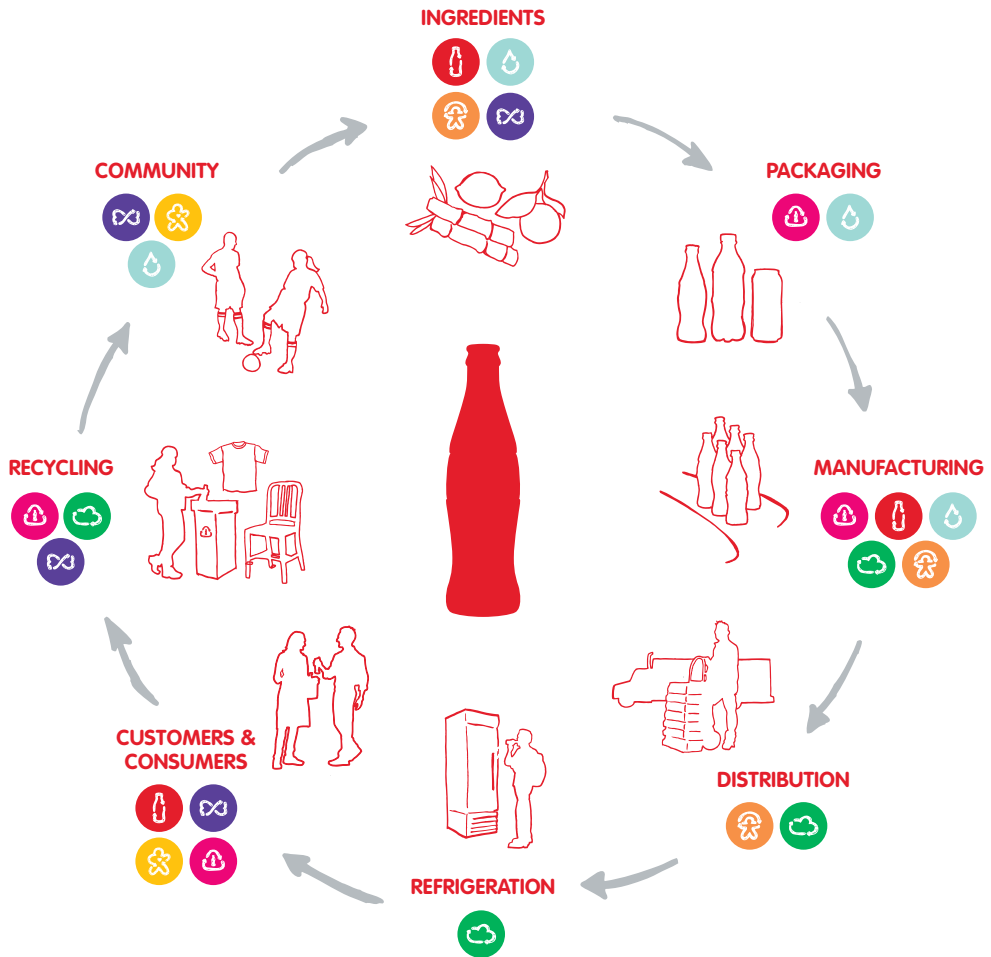 INGREDIENTS
PACKAGING
MANUFACTURING
DISTRIBUTION
REFRIGERATION
CUSTOMERS &
CONSUMERS
RECYCLING
COMMUNITY